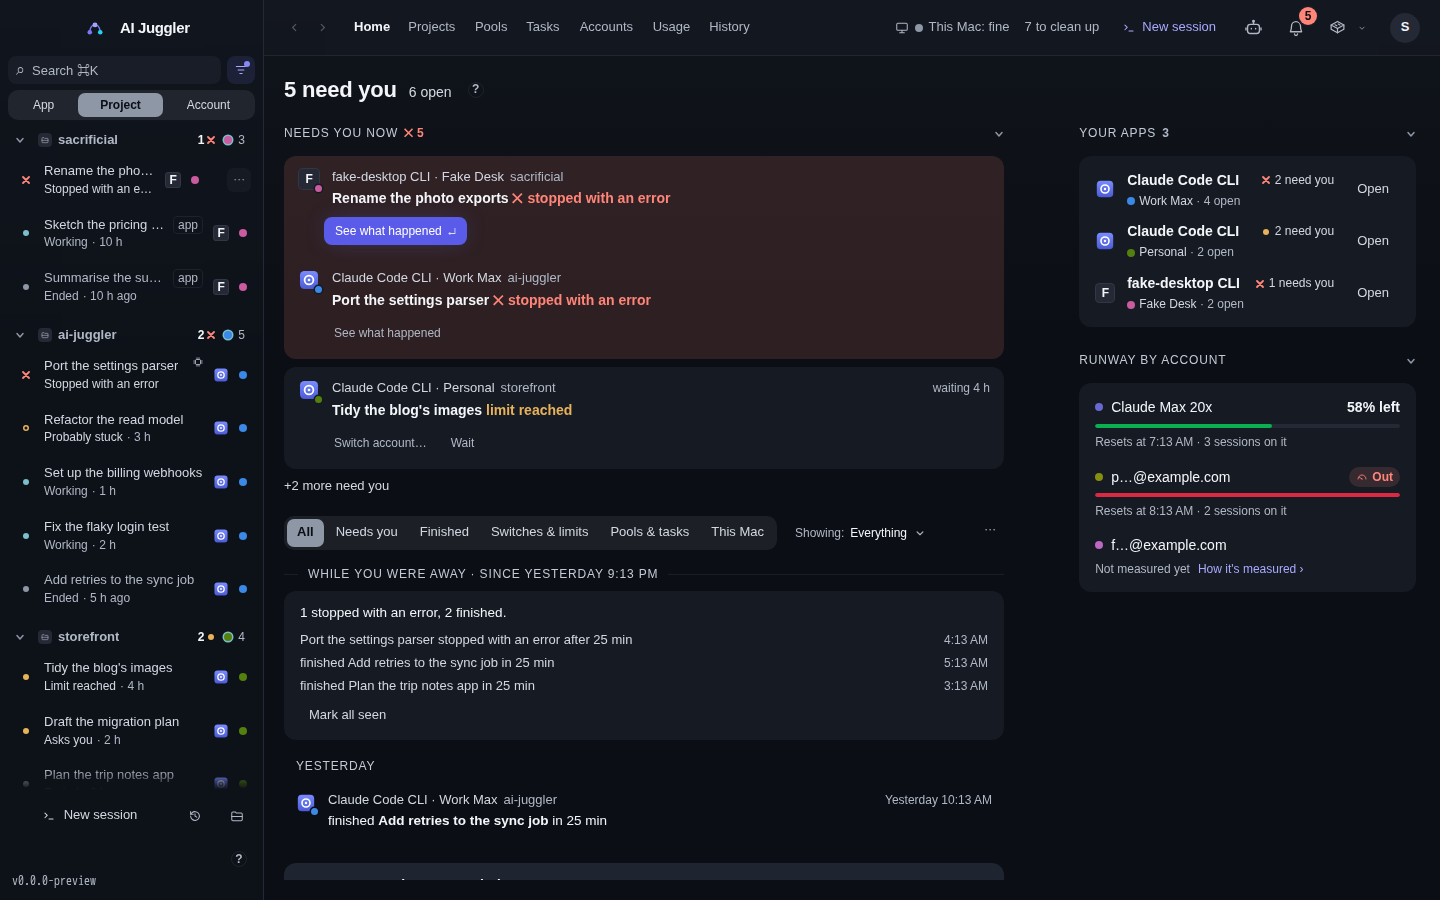 AI Juggler
Search ⌘K
App Project Account
sacrificial 1 3
Rename the pho… F
Stopped with an e…
Sketch the pricing … app F
Working · 10 h
Summarise the su… app F
Ended · 10 h ago
ai-juggler 2 5
Port the settings parser
Stopped with an error
Refactor the read model
Probably stuck · 3 h
Set up the billing webhooks
Working · 1 h
Fix the flaky login test
Working · 2 h
Add retries to the sync job
Ended · 5 h ago
storefront 2 4
Tidy the blog's images
Limit reached · 4 h
Draft the migration plan
Asks you · 2 h
Plan the trip notes app
New session
?
v0.0.0-preview
Home Projects Pools Tasks Accounts Usage History
This Mac: fine 7 to clean up New session 5 S
5 need you 6 open ?
NEEDS YOU NOW 5
F fake-desktop CLI · Fake Desk sacrificial
Rename the photo exports stopped with an error
See what happened
Claude Code CLI · Work Max ai-juggler
Port the settings parser stopped with an error
See what happened
Claude Code CLI · Personal storefront waiting 4 h
Tidy the blog's images limit reached
Switch account… Wait
+2 more need you
All Needs you Finished Switches & limits Pools & tasks This Mac Showing: Everything …
WHILE YOU WERE AWAY · SINCE YESTERDAY 9:13 PM
1 stopped with an error, 2 finished.
Port the settings parser stopped with an error after 25 min 4:13 AM
finished Add retries to the sync job in 25 min 5:13 AM
finished Plan the trip notes app in 25 min 3:13 AM
Mark all seen
YESTERDAY
Claude Code CLI · Work Max ai-juggler Yesterday 10:13 AM
finished Add retries to the sync job in 25 min
YOUR APPS 3
Claude Code CLI 2 need you Open
Work Max · 4 open
Claude Code CLI 2 need you Open
Personal · 2 open
F fake-desktop CLI 1 needs you Open
Fake Desk · 2 open
RUNWAY BY ACCOUNT
Claude Max 20x 58% left
Resets at 7:13 AM · 3 sessions on it
p…@example.com Out
Resets at 8:13 AM · 2 sessions on it
f…@example.com
Not measured yet How it's measured ›